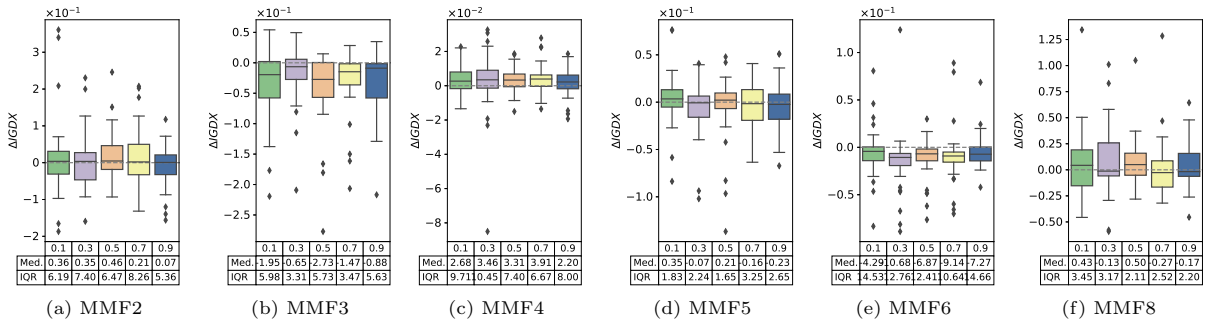 ×10⁻¹
3
2
1
0
−1
−2
ΔIGDX
0.1 0.3 0.5 0.7 0.9
Med. 0.36 0.35 0.46 0.21 0.07
IQR 6.19 7.40 6.47 8.26 5.36
(a) MMF2
×10⁻¹
0.0
−0.5
−1.0
−1.5
−2.0
−2.5
ΔIGDX
0.1 0.3 0.5 0.7 0.9
Med. -1.95 -0.65 -2.73 -1.47 -0.88
IQR 5.98 3.31 5.73 3.47 5.63
(b) MMF3
×10⁻²
2
0
−2
−4
−6
−8
ΔIGDX
0.1 0.3 0.5 0.7 0.9
Med. 2.68 3.46 3.31 3.91 2.20
IQR 9.71 10.45 7.40 6.67 8.00
(c) MMF4
×10⁻¹
1.0
0.5
0.0
−0.5
−1.0
ΔIGDX
0.1 0.3 0.5 0.7 0.9
Med. 0.35 -0.07 0.21 -0.16 -0.23
IQR 1.83 2.24 1.65 3.25 2.65
(d) MMF5
×10⁻¹
1.0
0.5
0.0
−0.5
ΔIGDX
0.1 0.3 0.5 0.7 0.9
Med. -4.29 10.68 -6.87 -9.14 -7.27
IQR 14.53 12.76 12.41 10.64 14.66
(e) MMF6
1.25
1.00
0.75
0.50
0.25
0.00
−0.25
−0.50
ΔIGDX
0.1 0.3 0.5 0.7 0.9
Med. 0.43 -0.13 0.50 -0.27 -0.17
IQR 3.45 3.17 2.11 2.52 2.20
(f) MMF8